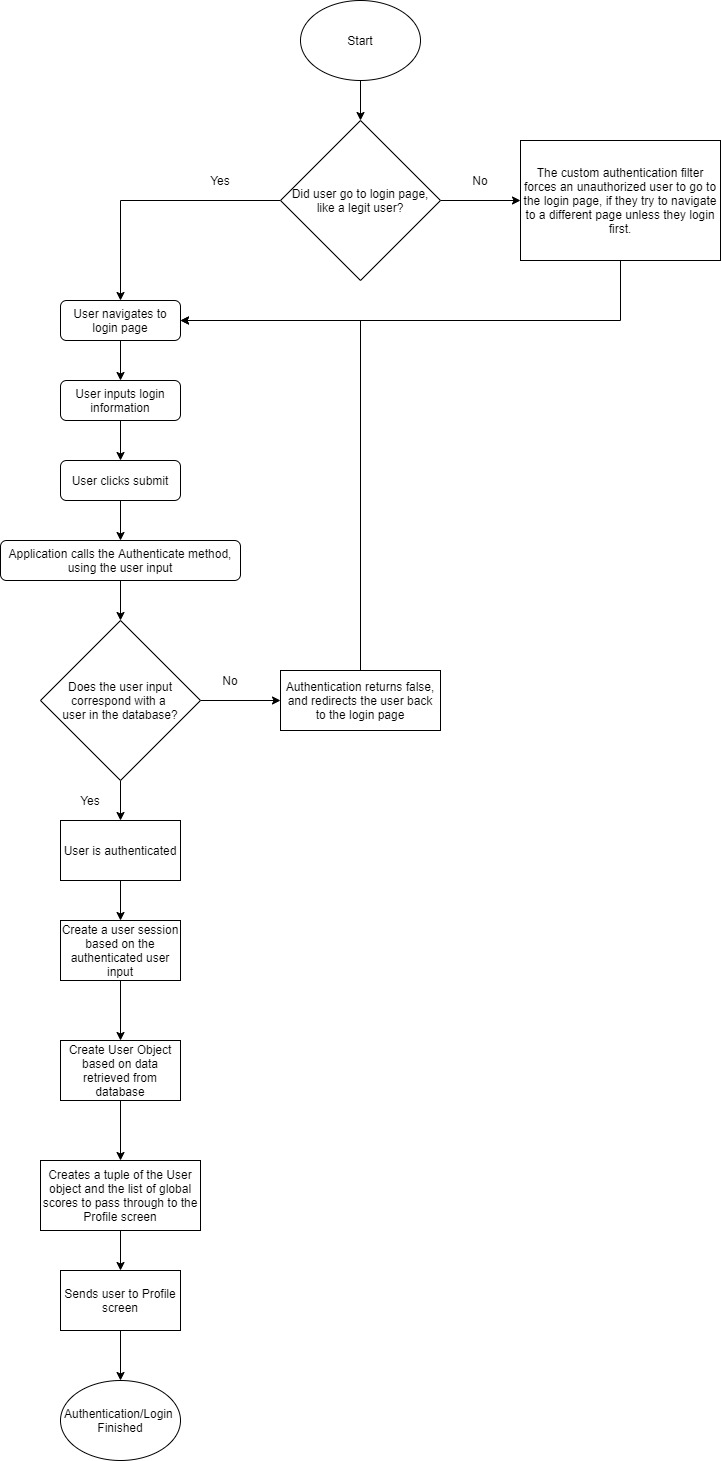 Start
Did user go to login page,
like a legit user?
Yes
No
The custom authentication filter
forces an unauthorized user to go to
the login page, if they try to navigate
to a different page unless they login
first.
User navigates to
login page
User inputs login
information
User clicks submit
Application calls the Authenticate method,
using the user input
Does the user input
correspond with a
user in the database?
No
Authentication returns false,
and redirects the user back
to the login page
Yes
User is authenticated
Create a user session
based on the
authenticated user
input
Create User Object
based on data
retrieved from
database
Creates a tuple of the User
object and the list of global
scores to pass through to the
Profile screen
Sends user to Profile
screen
Authentication/Login
Finished